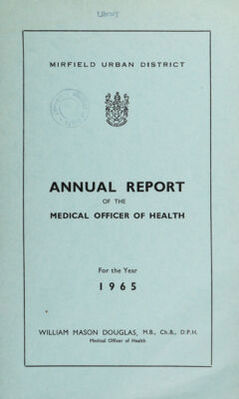 MIRFIELD URBAN DISTRICT
ANNUAL REPORT
OF THE
MEDICAL OFFICER OF HEALTH
For the Year
1965
WILLIAM MASON DOUGLAS, M.B., Ch.B., D.P.H.
Medical Officer of Health